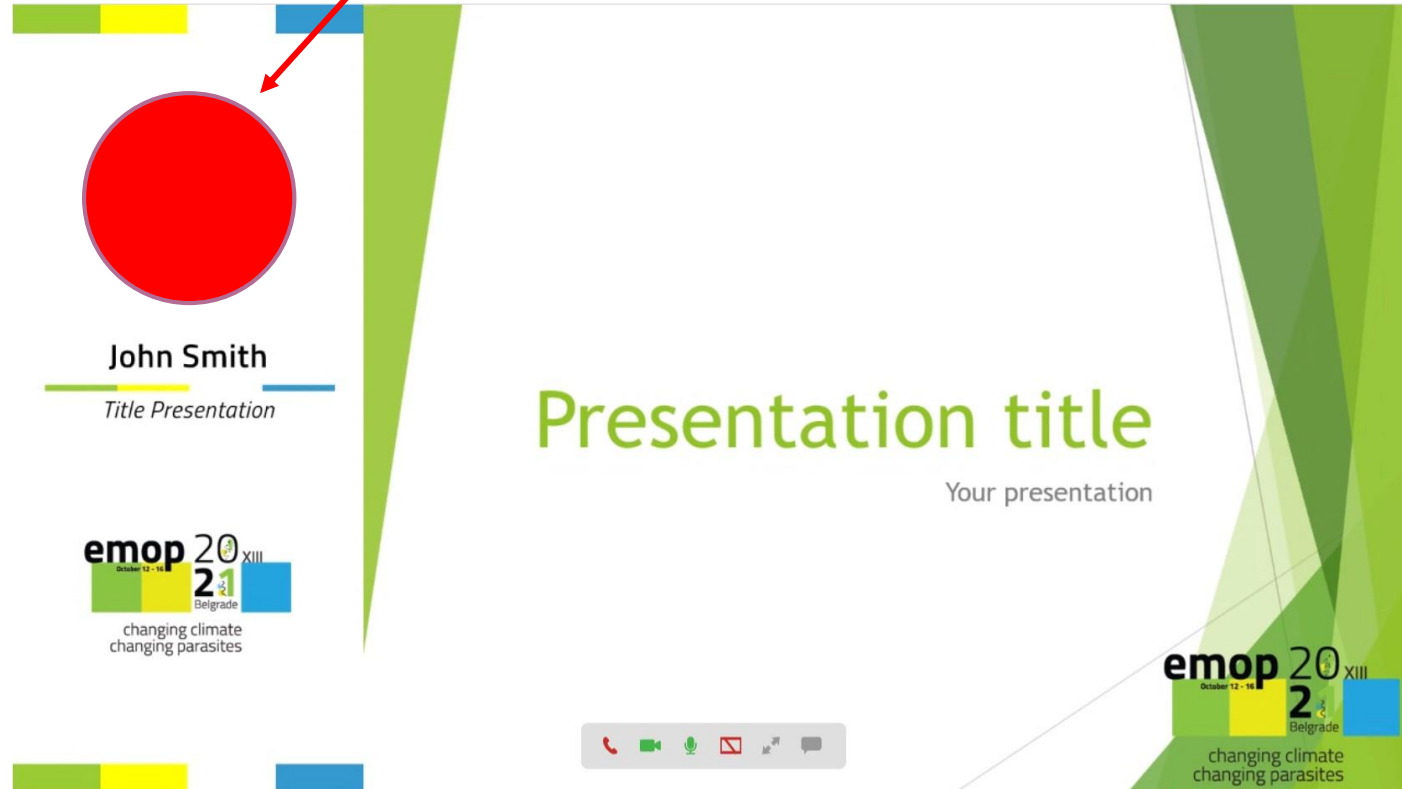 John Smith
Title Presentation
emop 20 XIII
October 12 - 16
21
Belgrade
changing climate
changing parasites
Presentation title
Your presentation
emop 20 XIII
October 12 - 16
21
Belgrade
changing climate
changing parasites